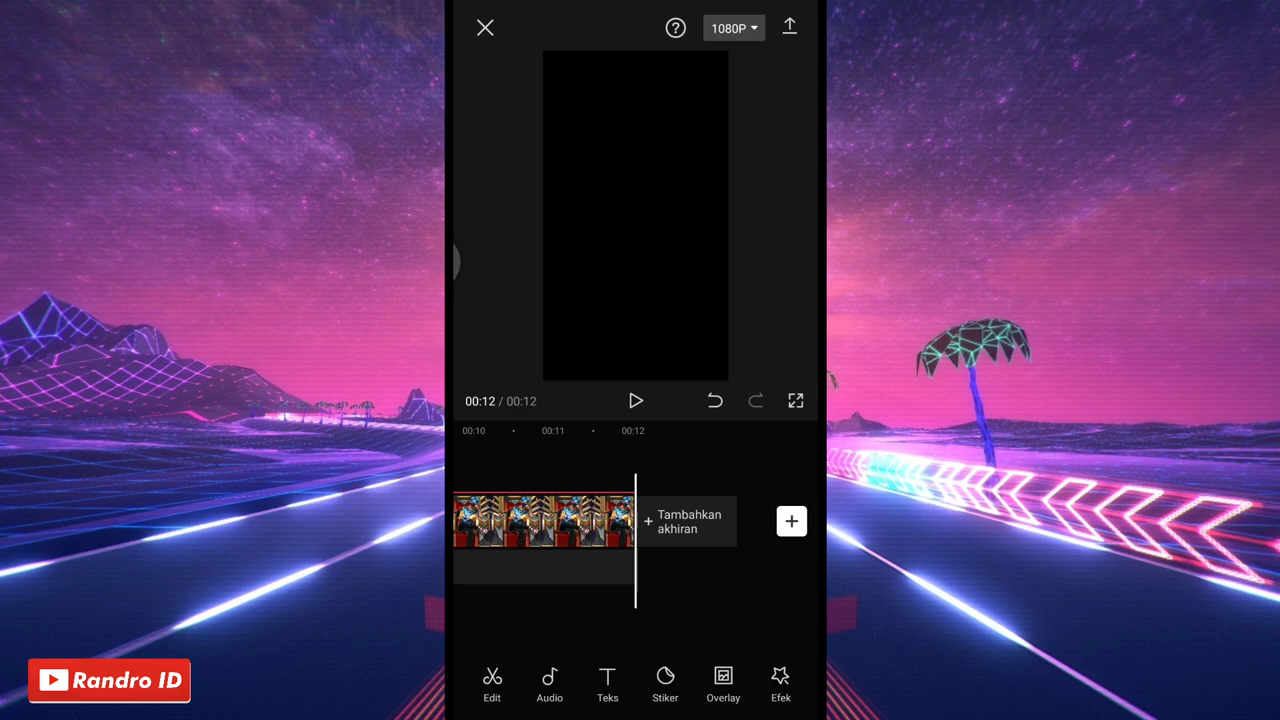 1080P
00:12 / 00:12
00:10
00:11
00:12
+ Tambahkan
akhiran
Edit
Audio
Teks
Stiker
Overlay
Efek
Randro ID